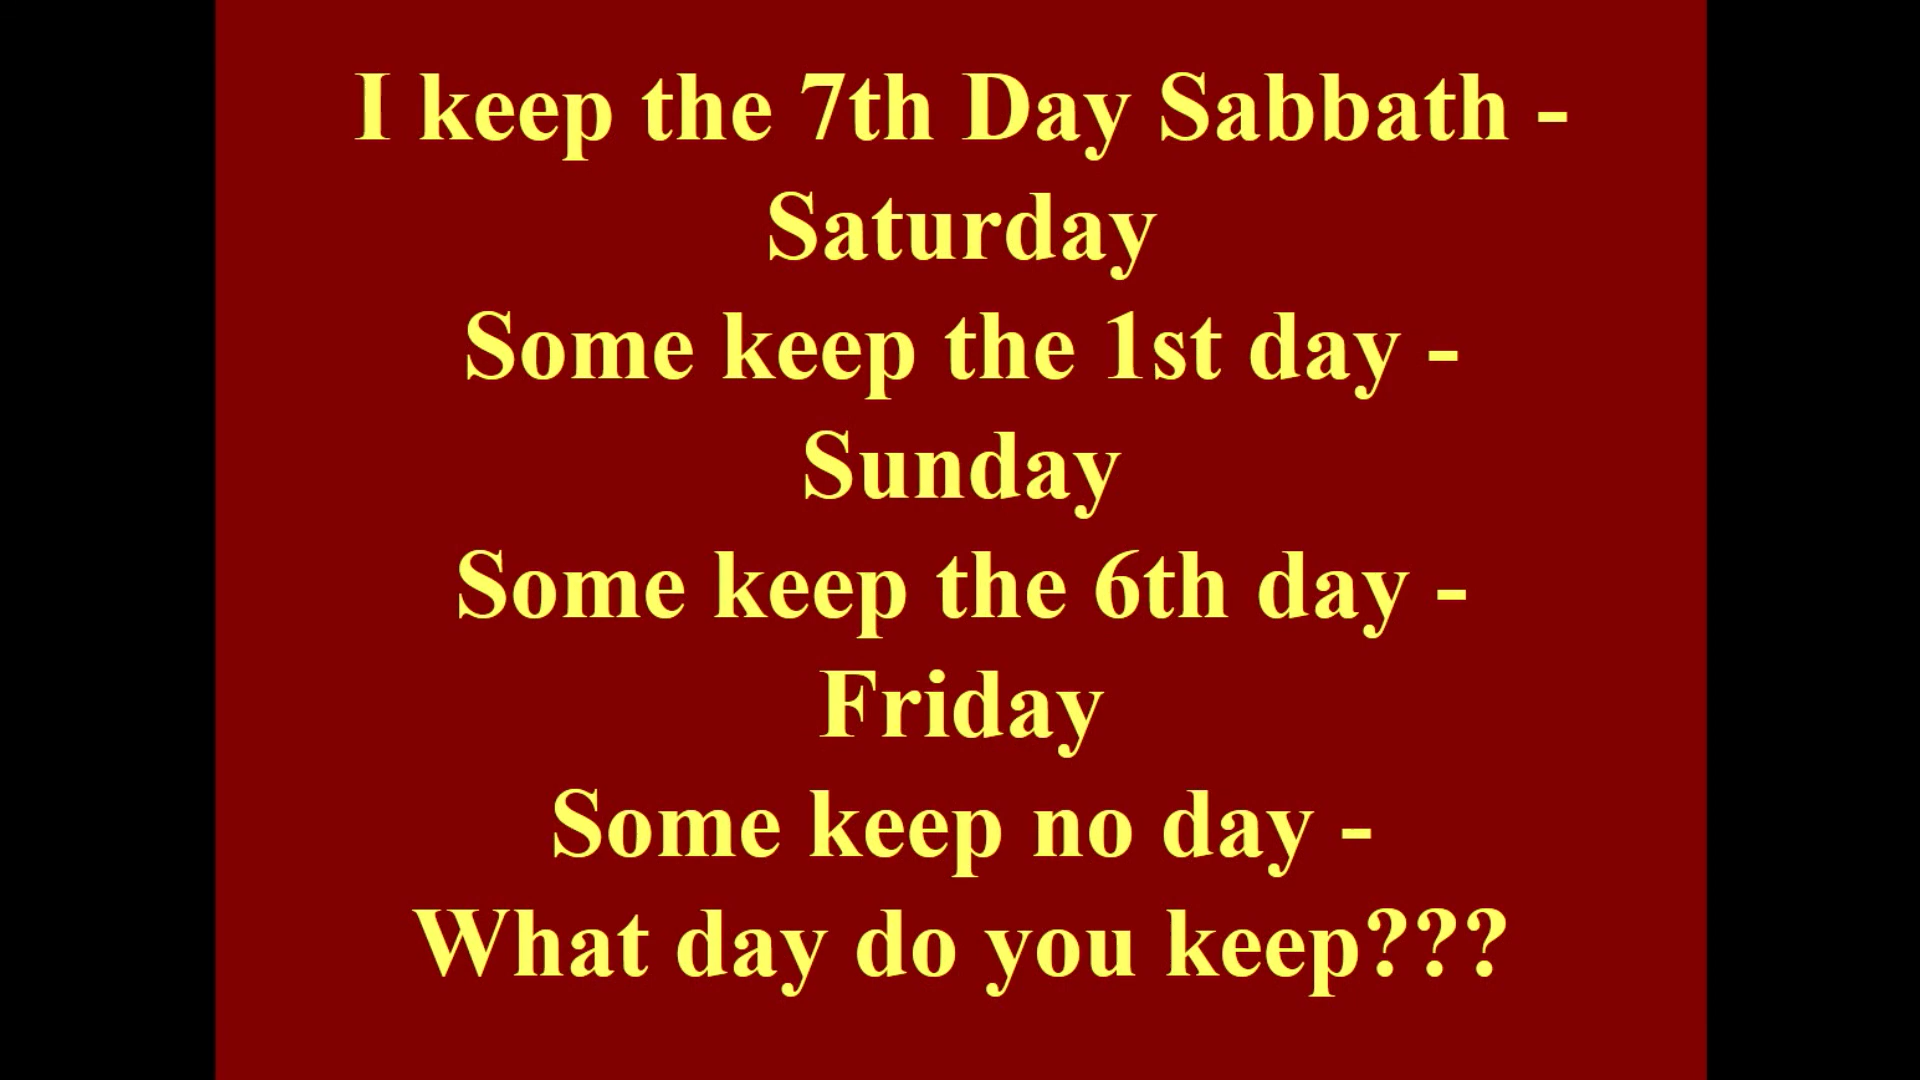 I keep the 7th Day Sabbath -
Saturday
Some keep the 1st day -
Sunday
Some keep the 6th day -
Friday
Some keep no day -
What day do you keep???